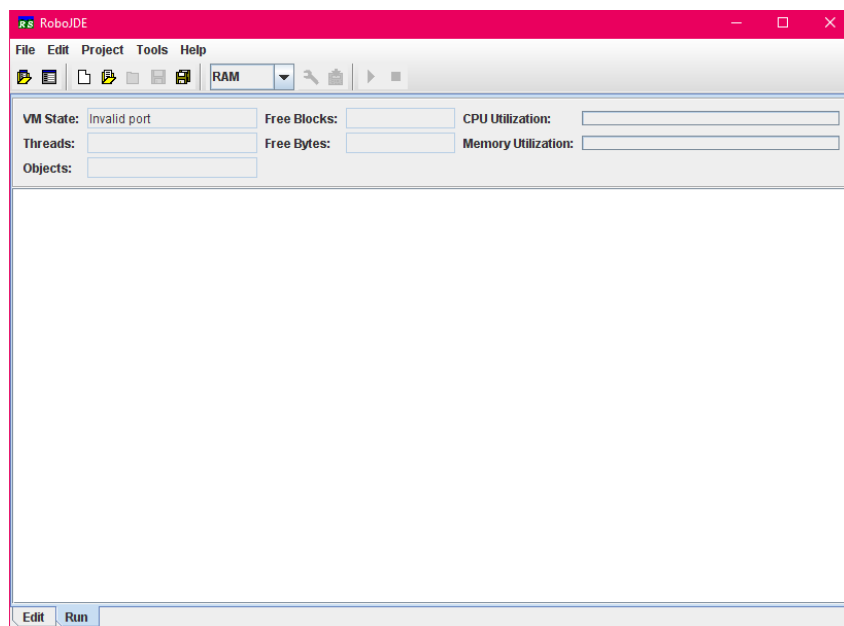 RS RoboJDE
File Edit Project Tools Help
RAM
VM State: Invalid port Free Blocks: CPU Utilization:
Threads: Free Bytes: Memory Utilization:
Objects:
Edit Run